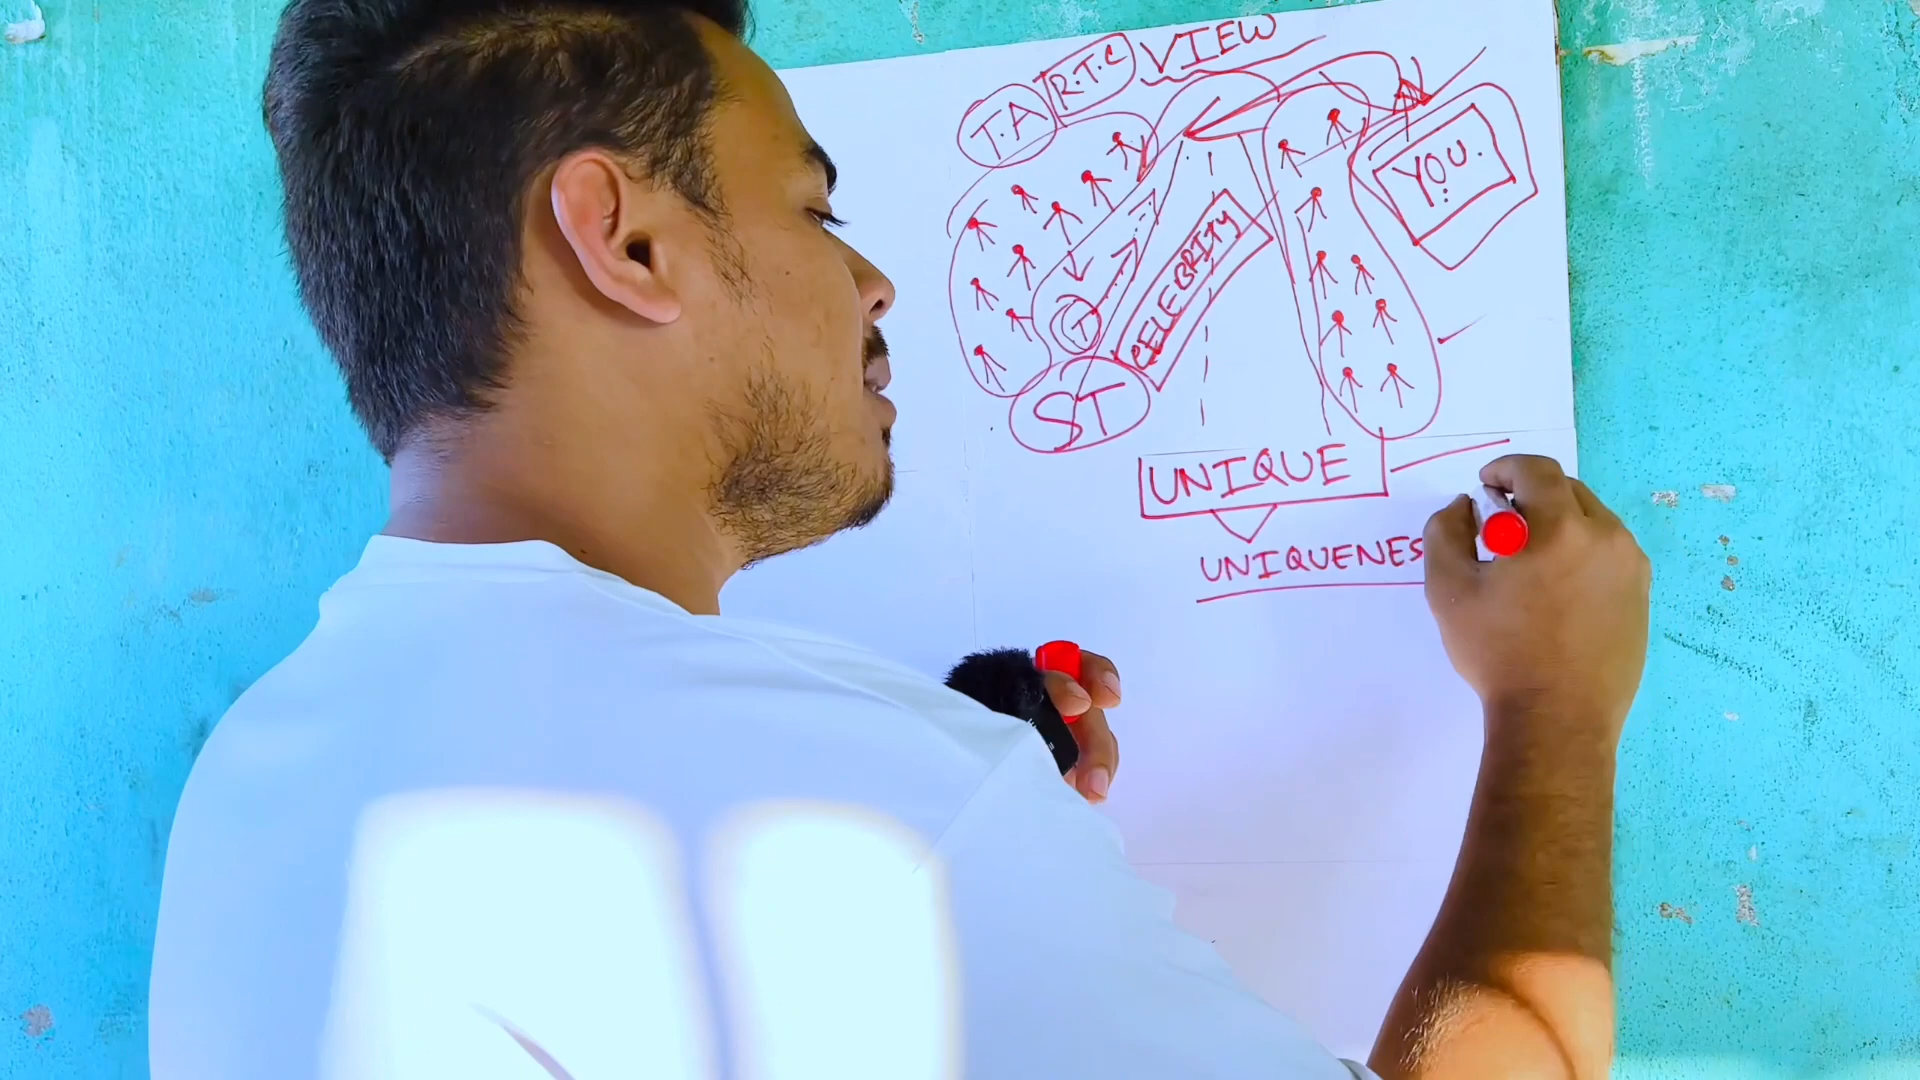 T.A R.T.C VIEW
YOU.
CELEBRITY
T
ST
UNIQUE
UNIQUENES